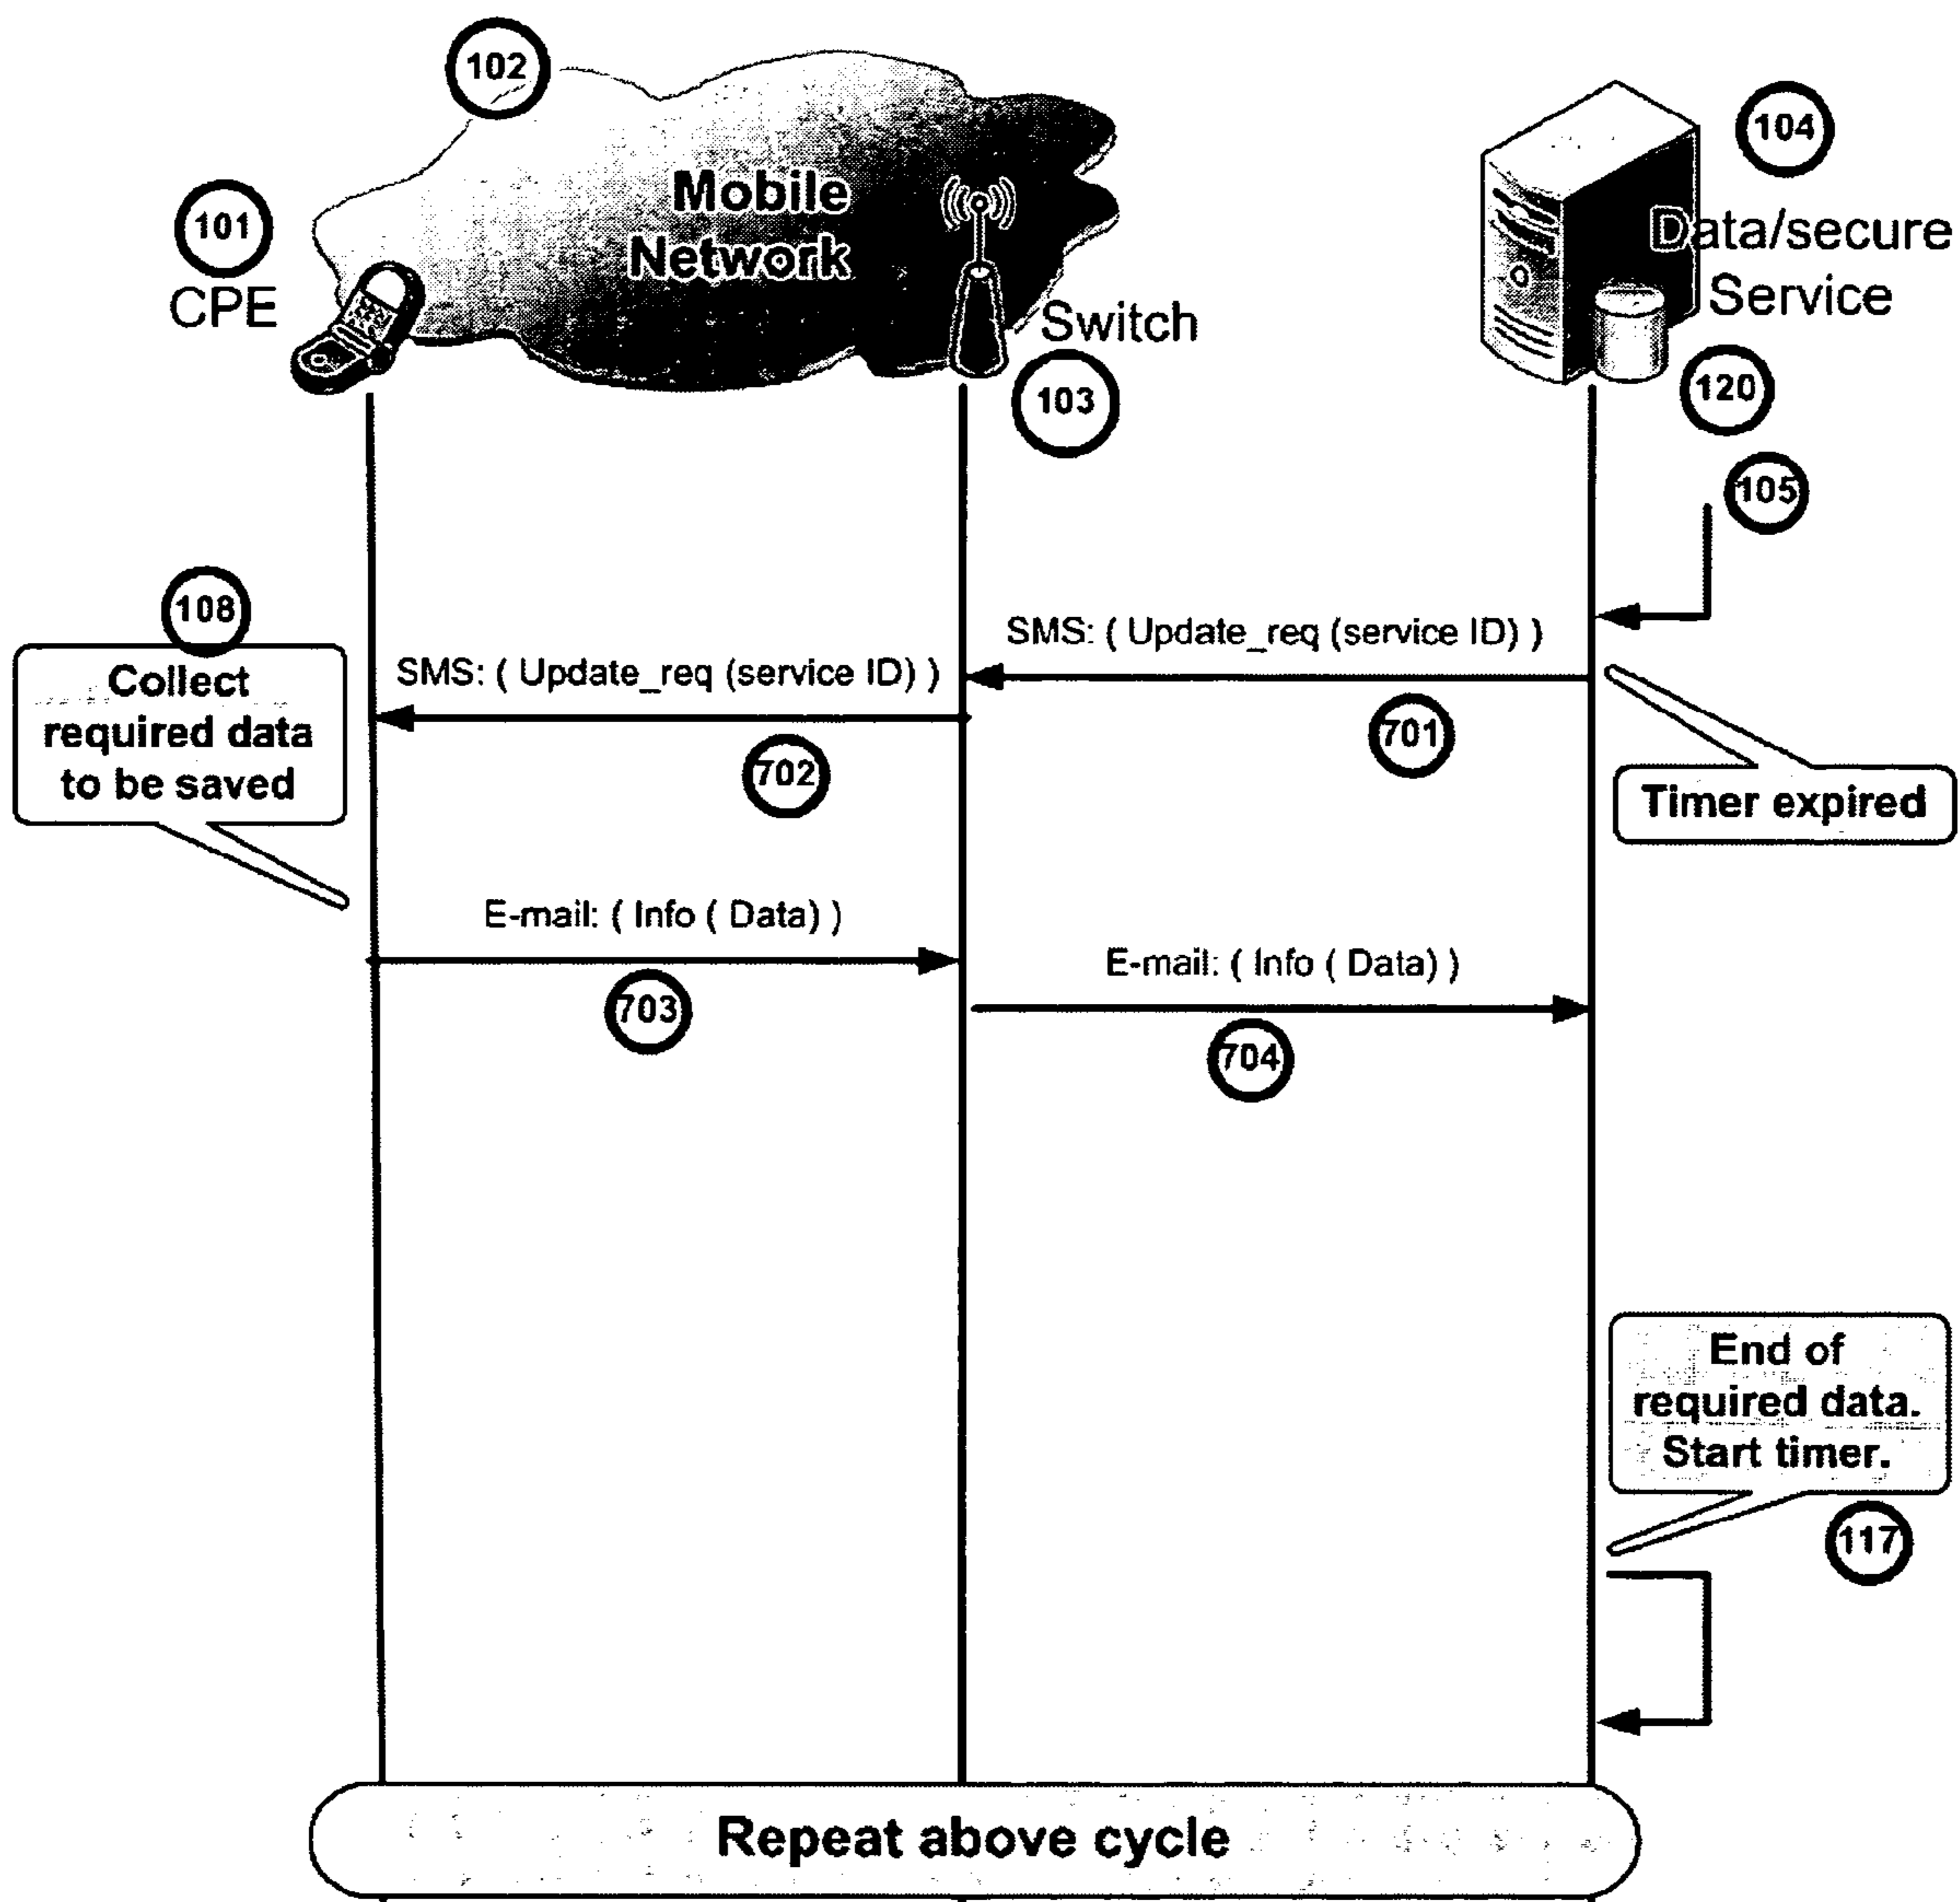 102
104
101
CPE
Mobile
Network
Switch
103
Data/secure
Service
120
105
108
Collect
required data
to be saved
SMS: ( Update_req (service ID) )
SMS: ( Update_req (service ID) )
701
702
Timer expired
E-mail: ( Info ( Data) )
E-mail: ( Info ( Data) )
703
704
End of
required data.
Start timer.
117
Repeat above cycle